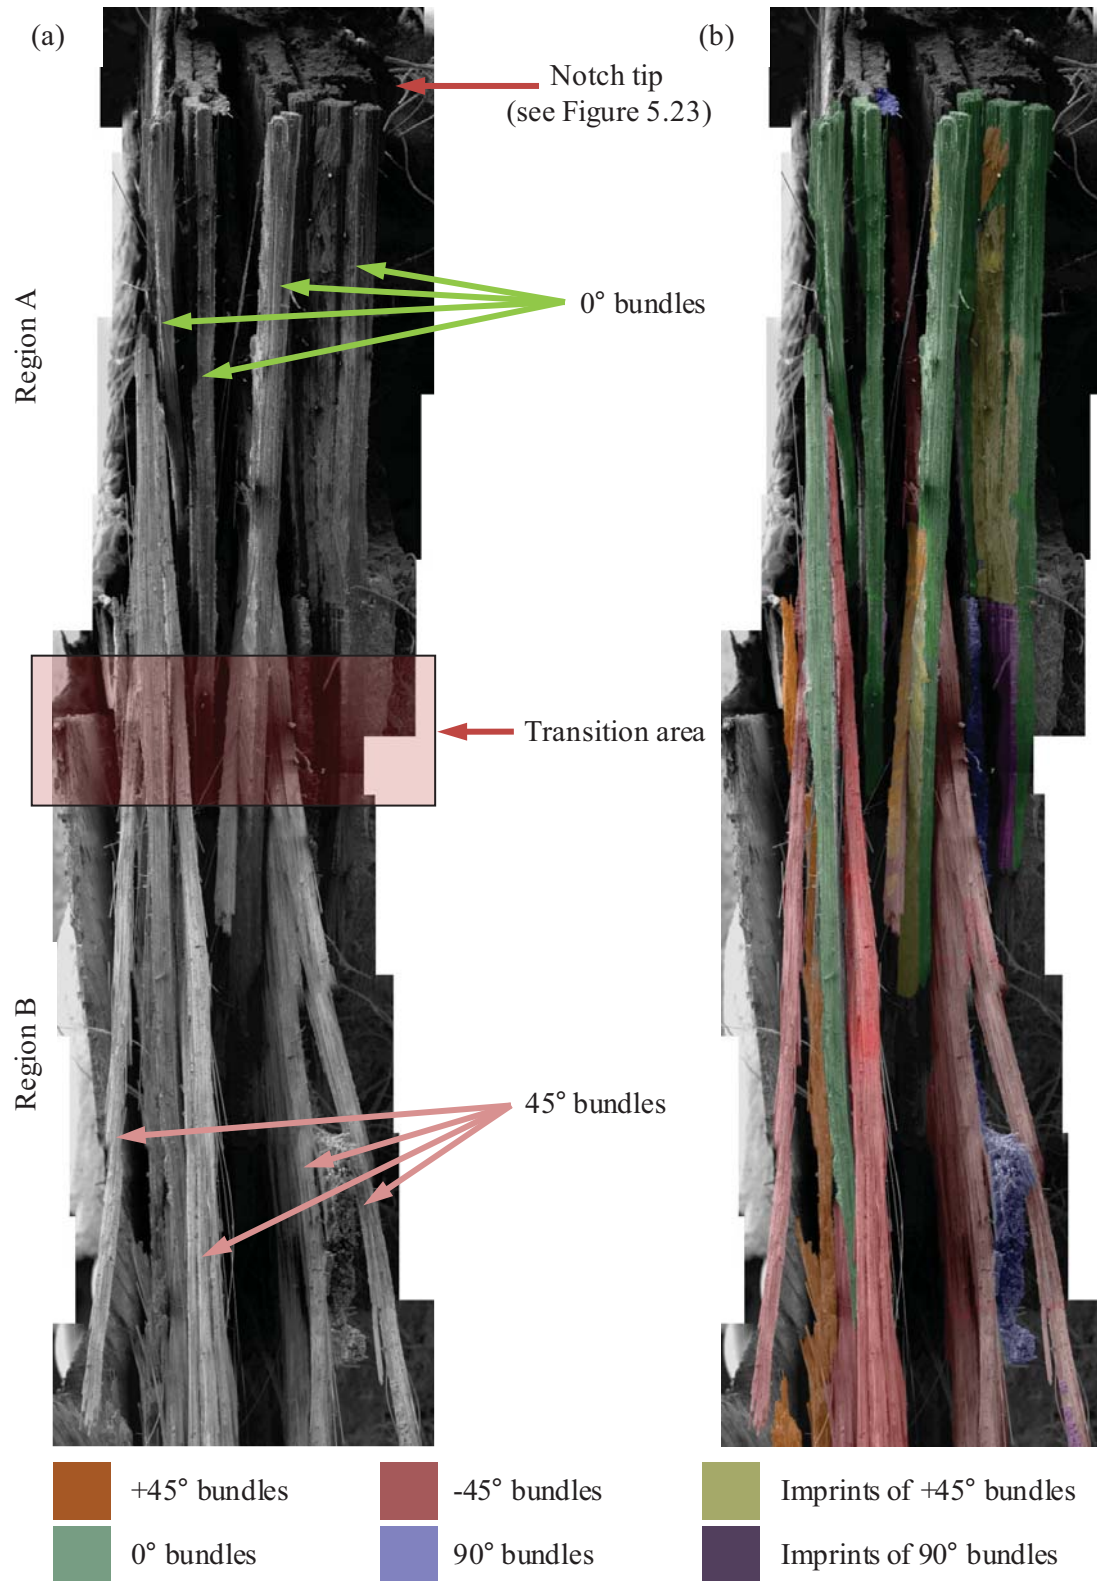 (a)
(b)
Notch tip
(see Figure 5.23)
Region A
0° bundles
Transition area
Region B
45° bundles
+45° bundles
-45° bundles
Imprints of +45° bundles
0° bundles
90° bundles
Imprints of 90° bundles